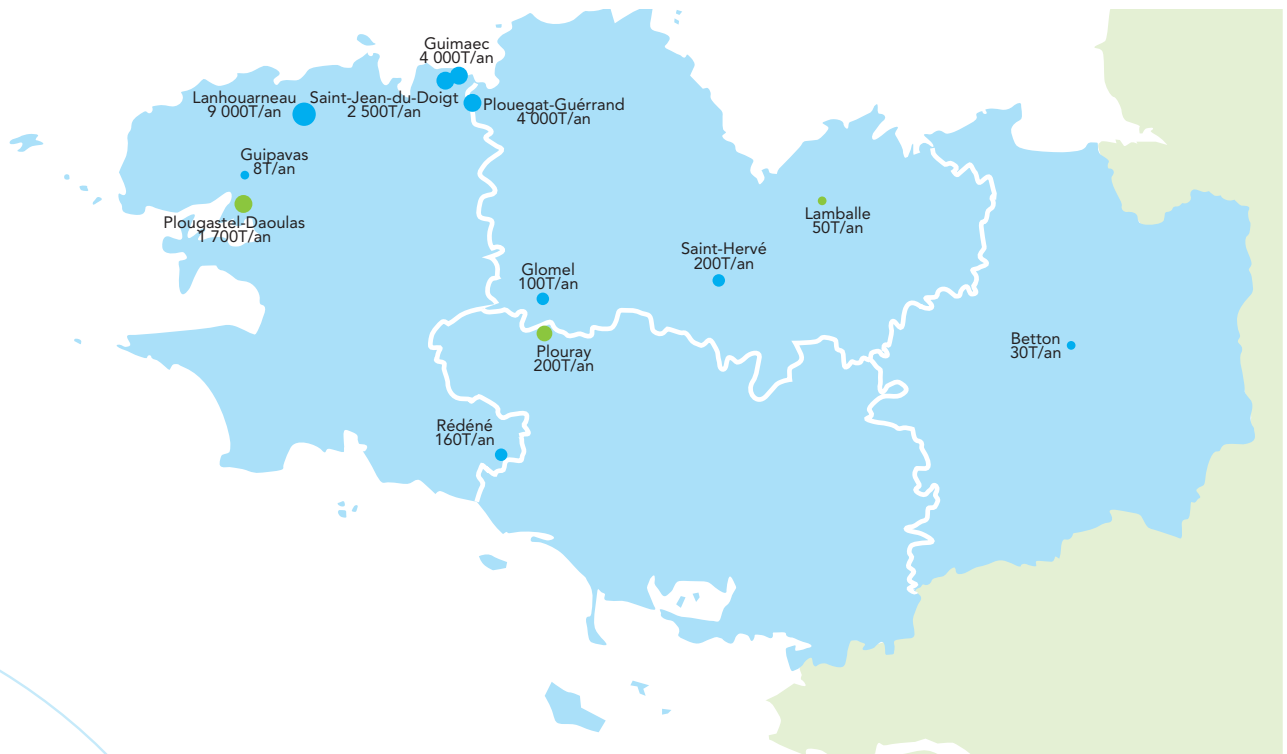 Guimaec
4 000T/an
Lanhouarneau
9 000T/an
Saint-Jean-du-Doigt
2 500T/an
Plouegat-Guérrand
4 000T/an
Guipavas
8T/an
Plougastel-Daoulas
1 700T/an
Lamballe
50T/an
Saint-Hervé
200T/an
Glomel
100T/an
Plouray
200T/an
Betton
30T/an
Rédéné
160T/an